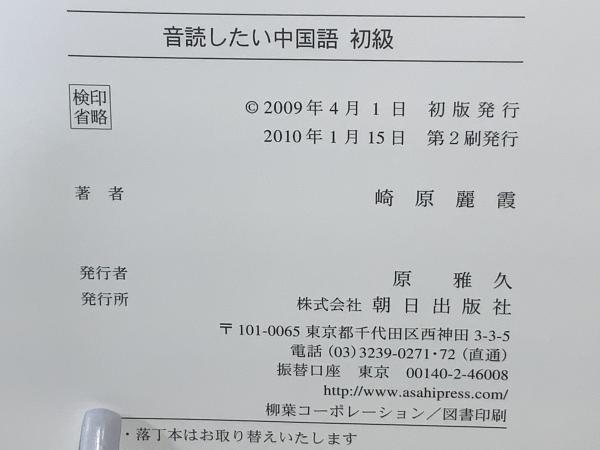 音読したい中国語 初級
検印
省略
©2009年4月1日 初版発行
2010年1月15日 第2刷発行
著者 崎原麗霞
発行者 原 雅久
発行所 株式会社 朝日出版社
〒101-0065 東京都千代田区西神田 3-3-5
電話 (03) 3239-0271・72 (直通)
振替口座 東京 00140-2-46008
http://www.asahipress.com/
柳葉コーポレーション/図書印刷
・落丁本はお取り替えいたします